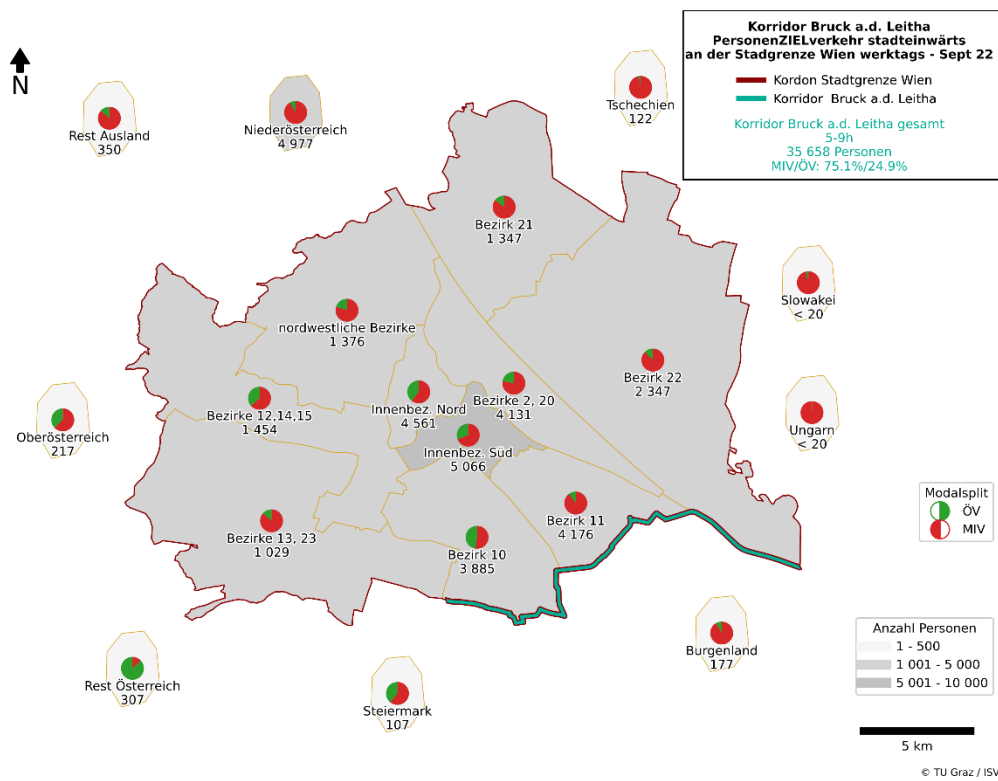 Korridor Bruck a.d. Leitha
PersonenZIELverkehr stadteinwärts
an der Stadgrenze Wien werktags - Sept 22
Kordon Stadtgrenze Wien
Korridor Bruck a.d. Leitha
Korridor Bruck a.d. Leitha gesamt
5-9h
35 658 Personen
MIV/ÖV: 75.1%/24.9%
N
Rest Ausland
350
Niederösterreich
4 977
Tschechien
122
Bezirk 21
1 347
Slowakei
< 20
nordwestliche Bezirke
1 376
Bezirk 22
2 347
Bezirke 12,14,15
1 454
Innenbez. Nord
4 561
Bezirke 2, 20
4 131
Oberösterreich
217
Ungarn
< 20
Innenbez. Süd
5 066
Bezirke 13, 23
1 029
Bezirk 10
3 885
Bezirk 11
4 176
Modalsplit
ÖV
MIV
Burgenland
177
Rest Österreich
307
Steiermark
107
Anzahl Personen
1 - 500
1 001 - 5 000
5 001 - 10 000
5 km
© TU Graz / ISV